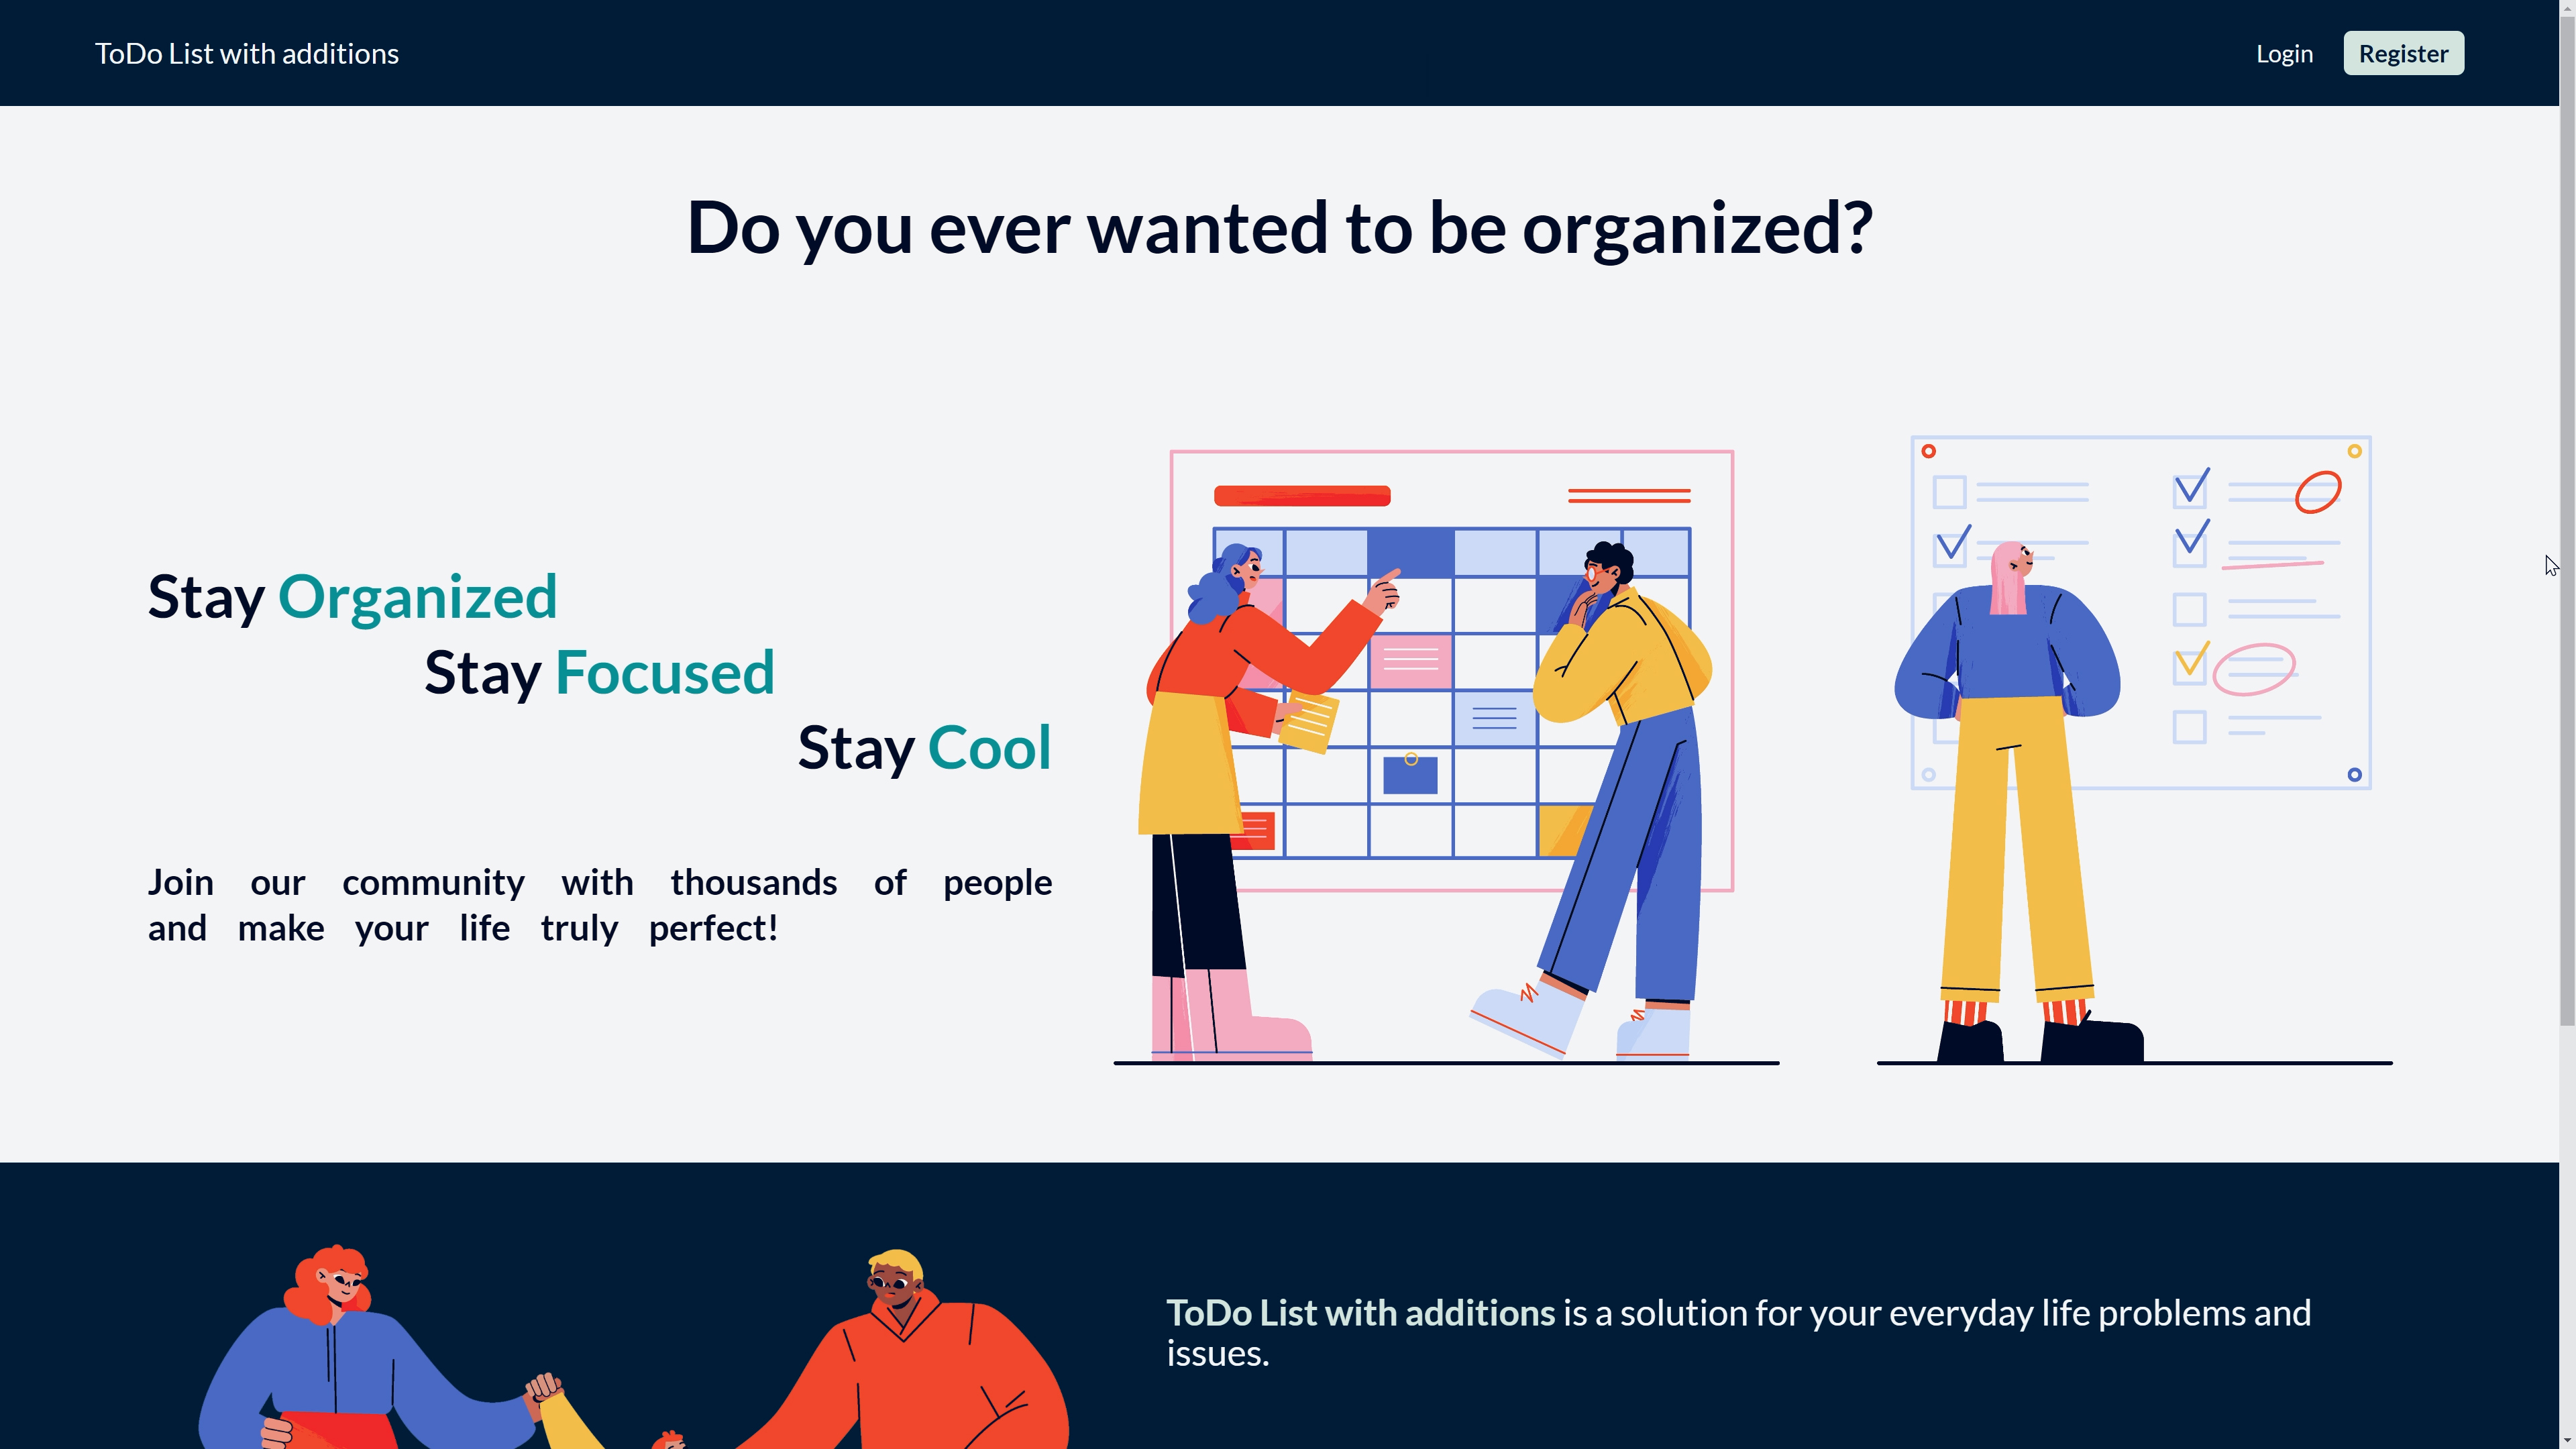 ToDo List with additions
Login
Register
Do you ever wanted to be organized?
Stay Organized
Stay Focused
Stay Cool
Join our community with thousands of people
and make your life truly perfect!
ToDo List with additions is a solution for your everyday life problems and
issues.